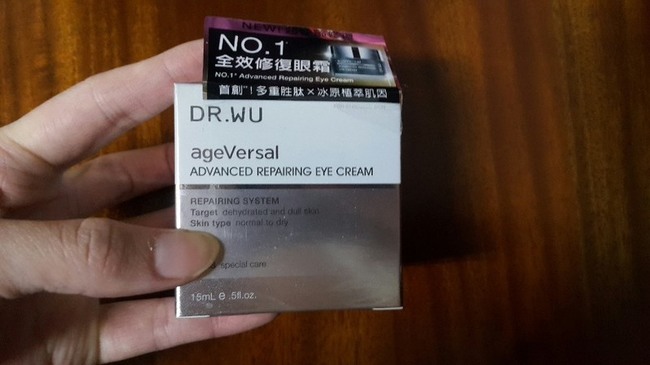 NEW!
NO.1*
全效修復眼霜
NO.1* Advanced Repairing Eye Cream
首創**!多重胜肽×冰原植萃肌因
DR.WU
ageVersal
ADVANCED REPAIRING EYE CREAM
REPAIRING SYSTEM
Target dehydrated and dull skin
Skin type normal to dry
special care
15mL e .5fl.oz.